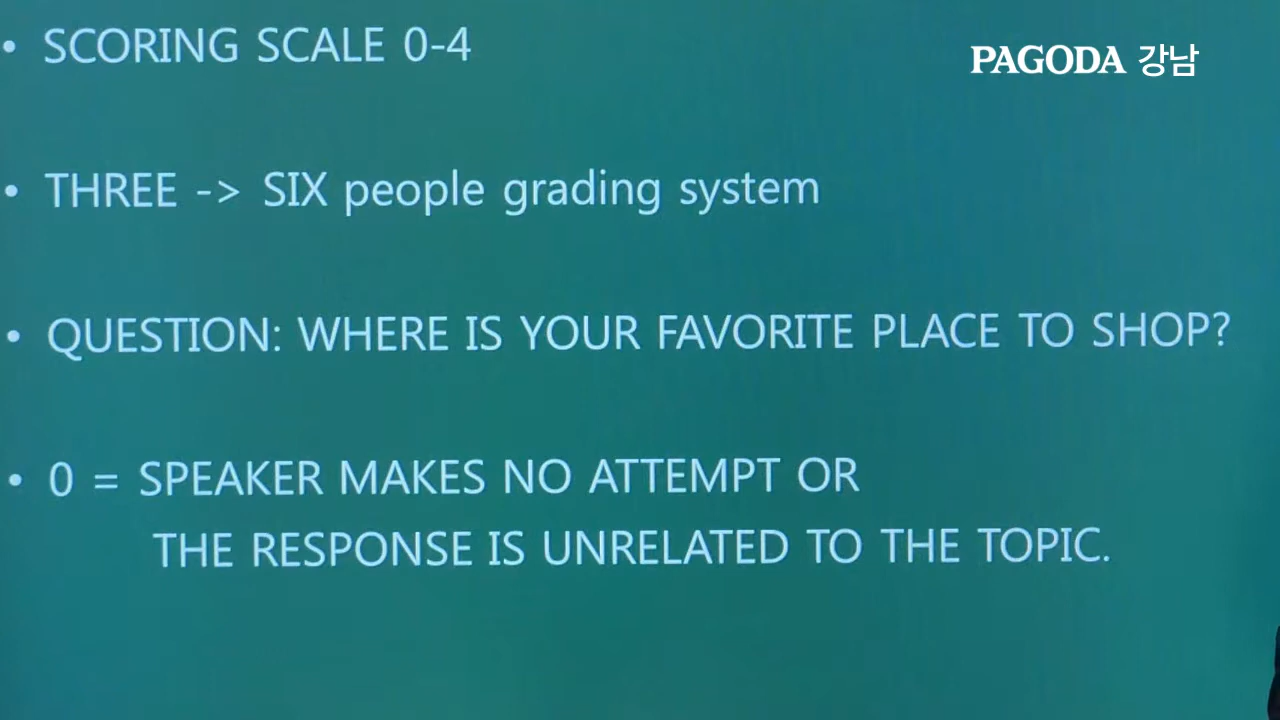 • SCORING SCALE 0-4
PAGODA 강남
• THREE -> SIX people grading system
• QUESTION: WHERE IS YOUR FAVORITE PLACE TO SHOP?
• 0 = SPEAKER MAKES NO ATTEMPT OR
THE RESPONSE IS UNRELATED TO THE TOPIC.